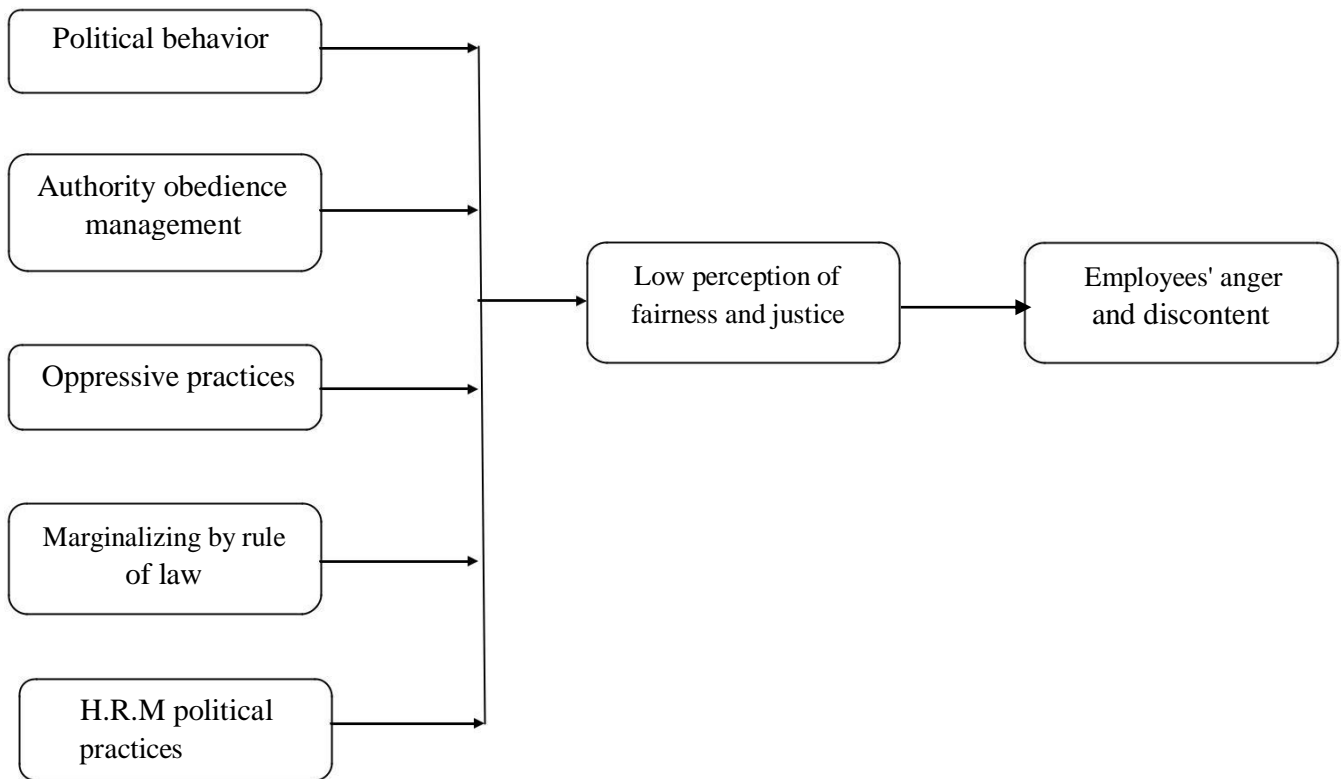 Political behavior
Authority obedience
management
Oppressive practices
Marginalizing by rule
of law
H.R.M political
practices
Low perception of
fairness and justice
Employees' anger
and discontent